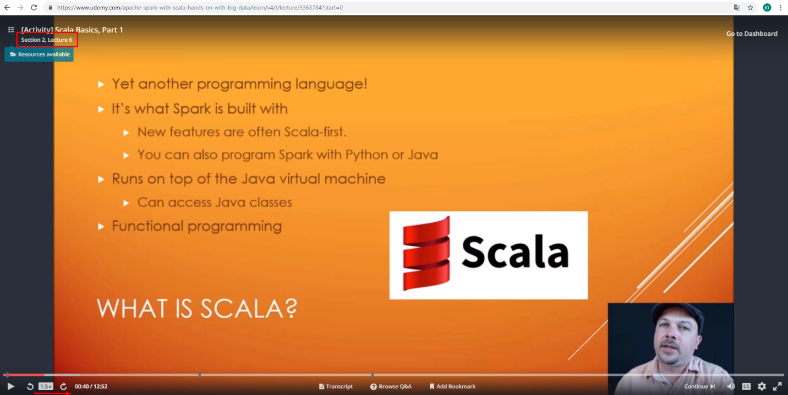 https://www.udemy.com/apache-spark-with-scala-hands-on-with-big-data/learn/v4/t/lecture/5363784?start=0
[Activity] Scala Basics, Part 1
Section 2, Lecture 6
Go to Dashboard
Resources available
Yet another programming language!
It's what Spark is built with
New features are often Scala-first.
You can also program Spark with Python or Java
Runs on top of the Java virtual machine
Can access Java classes
Functional programming
Scala
WHAT IS SCALA?
1.5x
00:40 / 12:52
Transcript
Browse Q&A
Add Bookmark
Continue